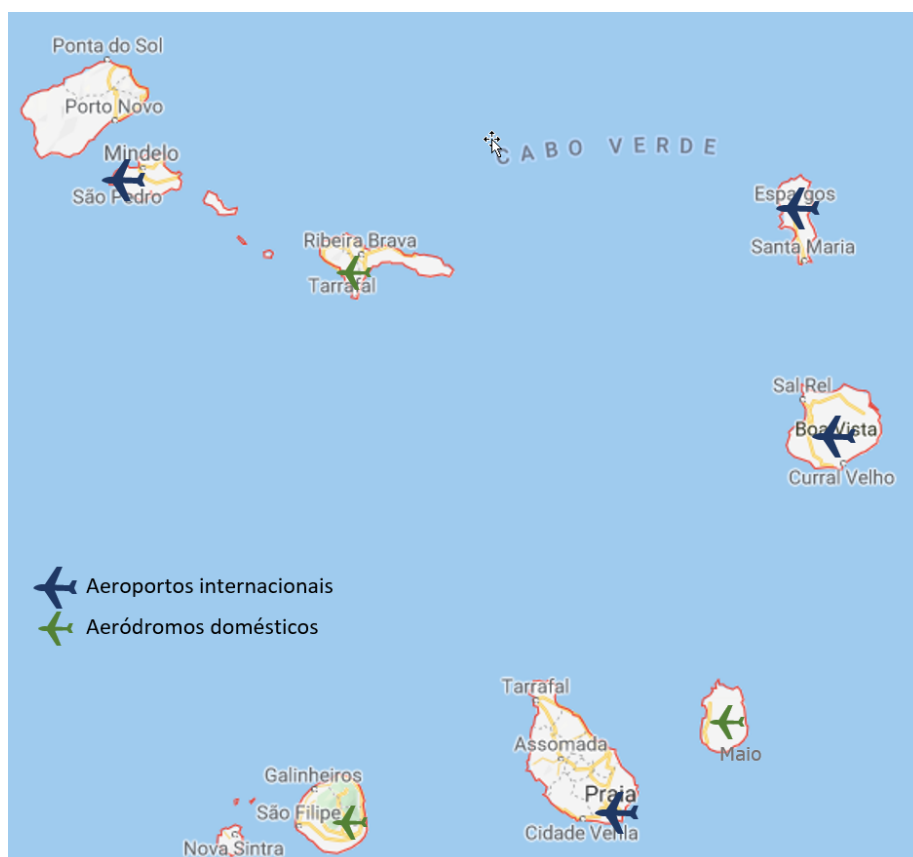 Ponta do Sol
Porto Novo
Mindelo
São Pedro
CABO VERDE
Espargos
Santa Maria
Ribeira Brava
Tarrafal
Sal Rei
Boa Vista
Curral Velho
Aeroportos internacionais
Aeródromos domésticos
Tarrafal
Assomada
Maio
Galinheiros
Praia
São Filipe
Cidade Velha
Nova Sintra